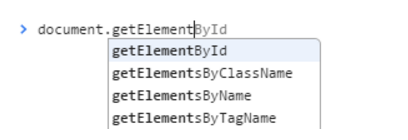 > document.getElementById
getElementById
getElementsByClassName
getElementsByName
getElementsByTagName